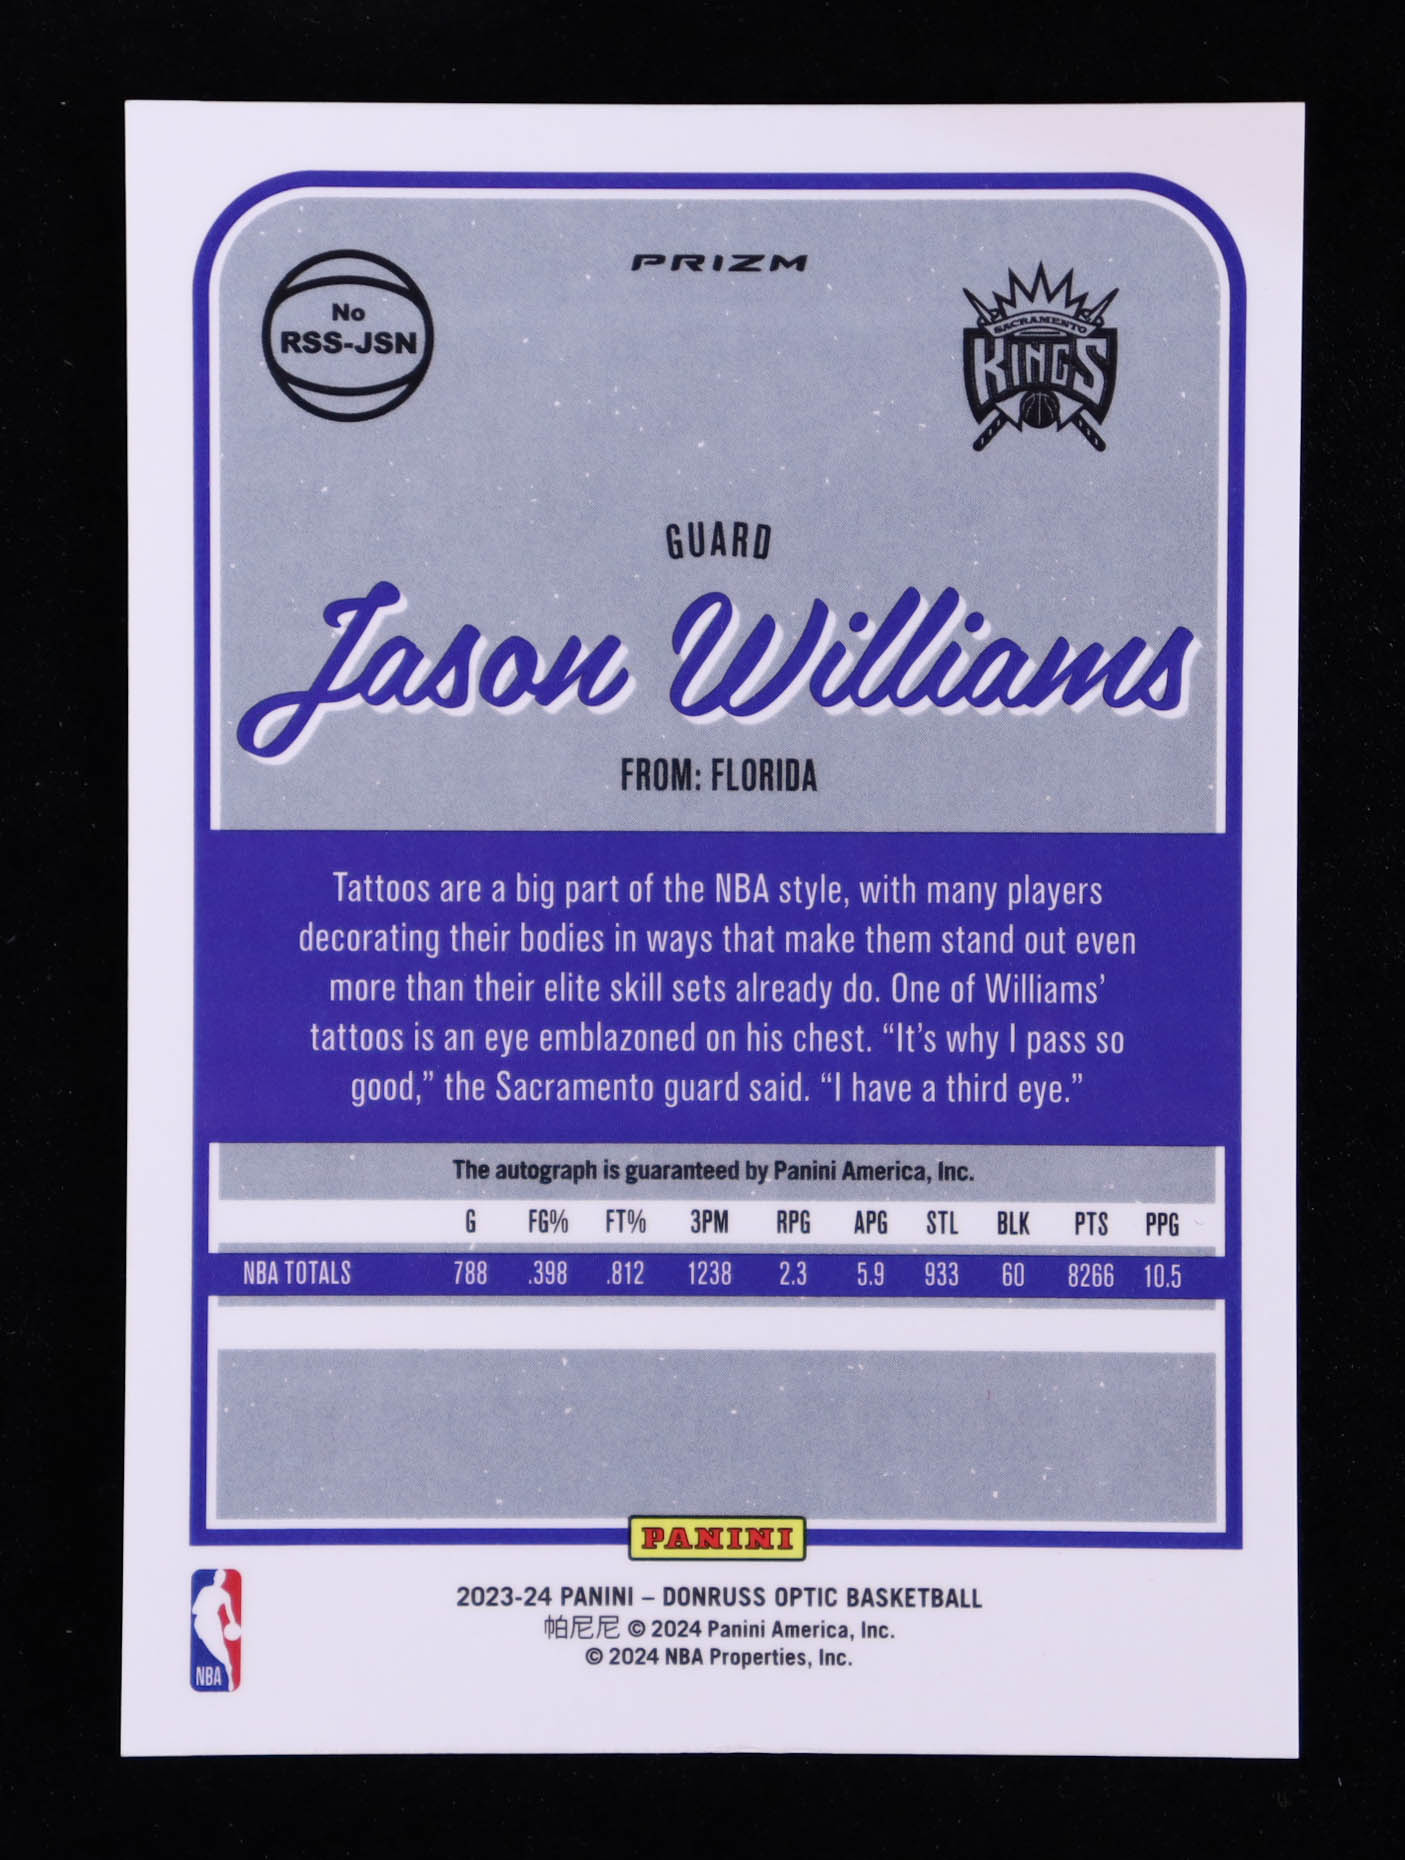 PRIZM
No
RSS-JSN
SACRAMENTO
KINGS
GUARD
Jason Williams
FROM: FLORIDA
Tattoos are a big part of the NBA style, with many players
decorating their bodies in ways that make them stand out even
more than their elite skill sets already do. One of Williams’
tattoos is an eye emblazoned on his chest. “It’s why I pass so
good,” the Sacramento guard said. “I have a third eye.”
The autograph is guaranteed by Panini America, Inc.
G FG% FT% 3PM RPG APG STL BLK PTS PPG
NBA TOTALS 788 .398 .812 1238 2.3 5.9 933 60 8266 10.5
PANINI
2023-24 PANINI – DONRUSS OPTIC BASKETBALL
帕尼尼 © 2024 Panini America, Inc.
© 2024 NBA Properties, Inc.
NBA